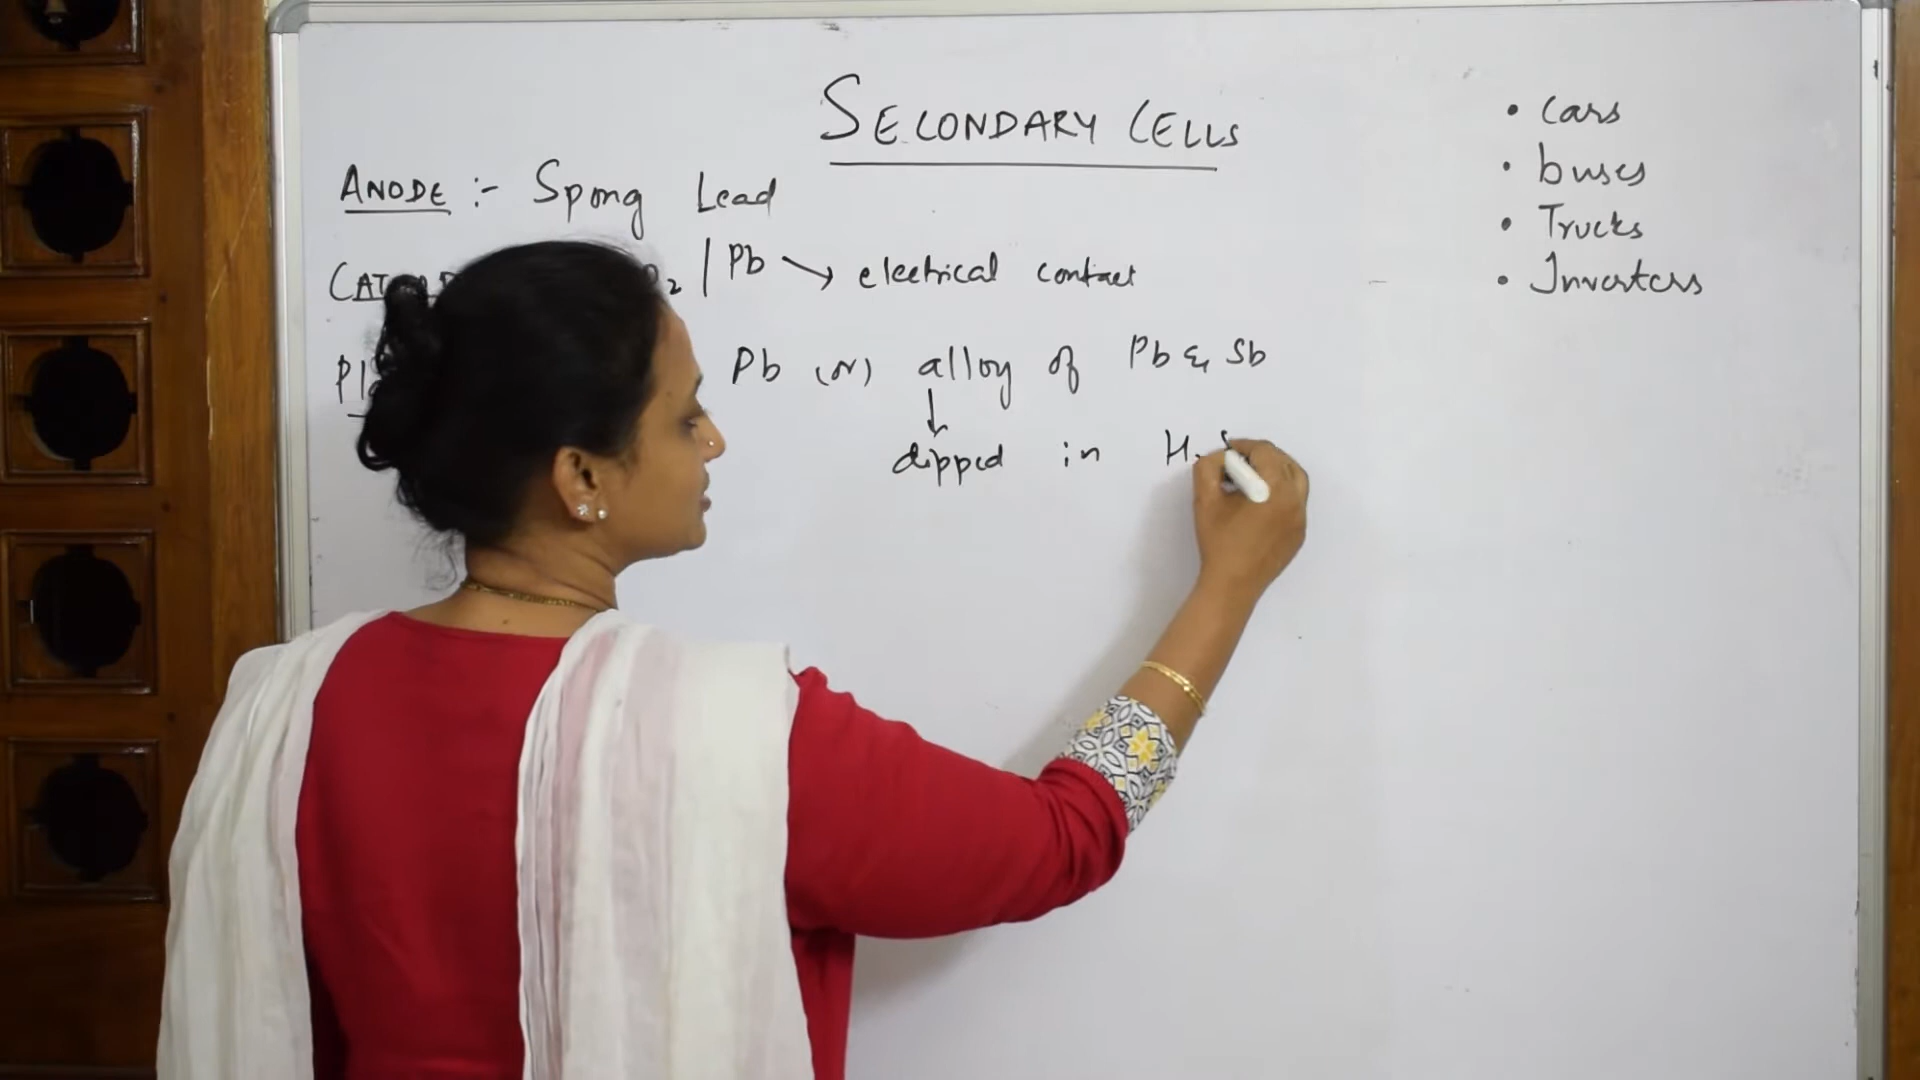 SECONDARY CELLS
ANODE :- Spong Lead
| Pb → electrical contact
Pb (or) alloy of Pb & Sb
↓
dipped in H
• Cars
• buses
• Trucks
• Inverters